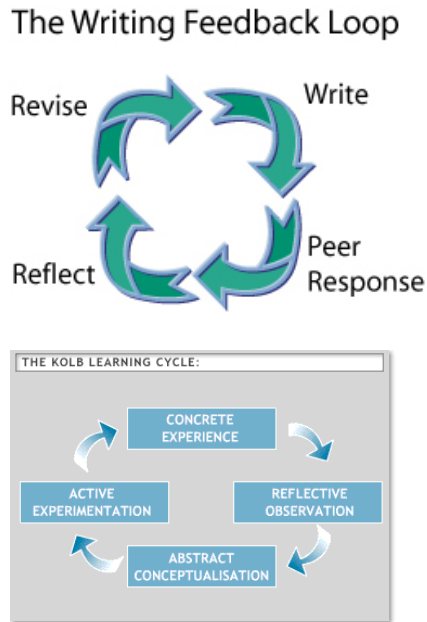 The Writing Feedback Loop
Revise
Write
Reflect
Peer
Response
THE KOLB LEARNING CYCLE:
CONCRETE
EXPERIENCE
ACTIVE
EXPERIMENTATION
REFLECTIVE
OBSERVATION
ABSTRACT
CONCEPTUALISATION